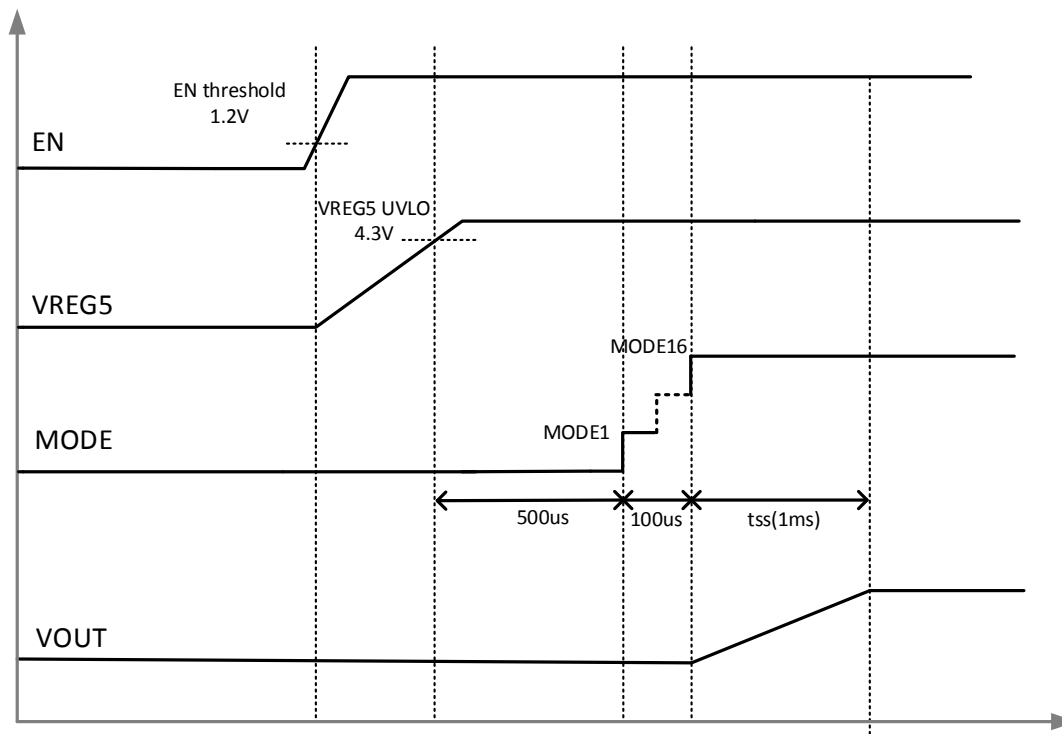 EN threshold
1.2V
EN
VREG5 UVLO
4.3V
VREG5
MODE16
MODE1
MODE
500us
100us
tss(1ms)
VOUT